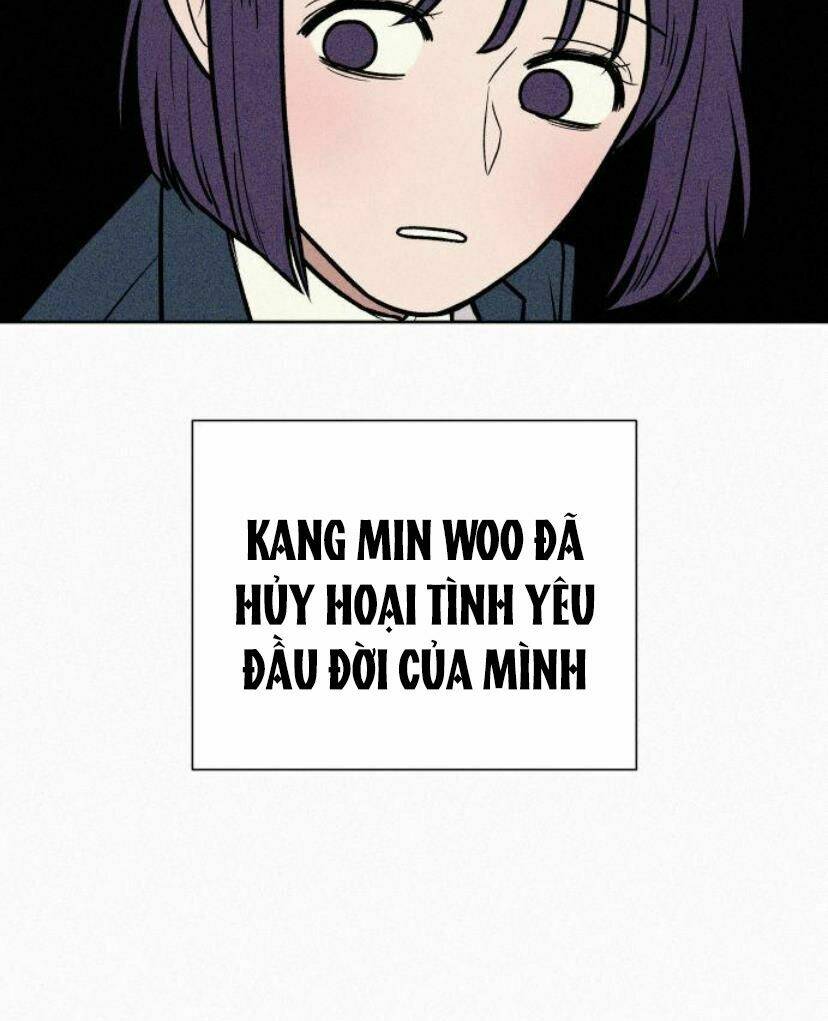 KANG MIN WOO ĐÃ
HỦY HOẠI TÌNH YÊU
ĐẦU ĐỜI CỦA MÌNH